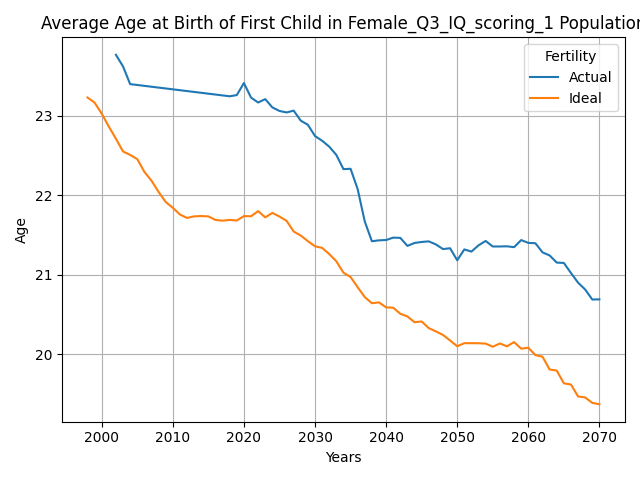 Average Age at Birth of First Child in Female_Q3_IQ_scoring_1 Population
Fertility
Actual
Ideal
23
22
21
20
Age
2000 2010 2020 2030 2040 2050 2060 2070
Years